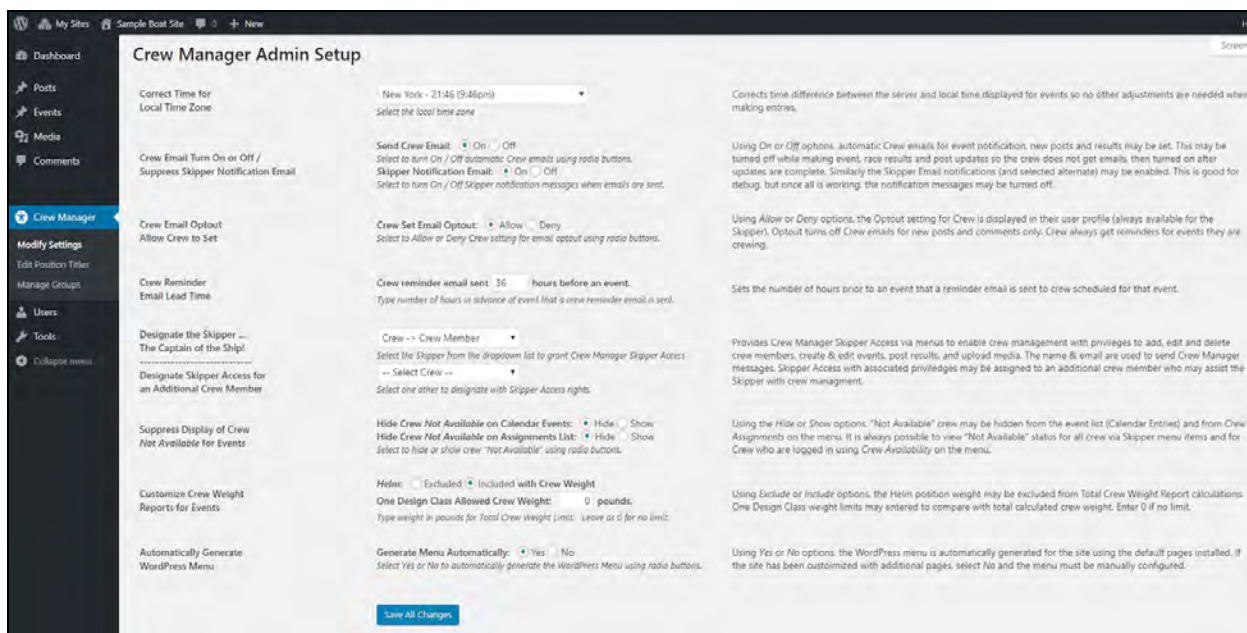 My Sites Sample Boat Site 0 + New H
Screen
Dashboard
Posts
Events
Media
Comments
Crew Manager
Modify Settings
Edit Position Titles
Manage Groups
Users
Tools
Collapse menu
Crew Manager Admin Setup
Correct Time for
Local Time Zone
New York - 21:46 (9:46pm)
Select the local time zone
Corrects time difference between the server and local time displayed for events so no other adjustments are needed when
making entries.
Crew Email Turn On or Off /
Suppress Skipper Notification Email
Send Crew Email: On Off
Select to turn On / Off automatic Crew emails using radio buttons.
Skipper Notification Email: On Off
Select to turn On / Off Skipper notification messages when emails are sent.
Using On or Off options, automatic Crew emails for event notification, new posts and results may be set. This may be
turned off while making event, race results and post updates so the crew does not get emails, then turned on after
updates are complete. Similarly the Skipper Email notifications (and selected alternate) may be enabled. This is good for
debug, but once all is working, the notification messages may be turned off.
Crew Email Optout
Allow Crew to Set
Crew Set Email Optout: Allow Deny
Select to Allow or Deny Crew setting for email optout using radio buttons.
Using Allow or Deny options, the Optout setting for Crew is displayed in their user profile (always available for the
Skipper). Optout turns off Crew emails for new posts and comments only. Crew always get reminders for events they are
crewing.
Crew Reminder
Email Lead Time
Crew reminder email sent 36 hours before an event.
Type number of hours in advance of event that a crew reminder email is sent.
Sets the number of hours prior to an event that a reminder email is sent to crew scheduled for that event.
Designate the Skipper ...
The Captain of the Ship!
----------------------------
Designate Skipper Access for
an Additional Crew Member
Crew -> Crew Member
Select the Skipper from the dropdown list to grant Crew Manager Skipper Access
-- Select Crew --
Select one other to designate with Skipper Access rights.
Provides Crew Manager Skipper Access via menus to enable crew management with privileges to add, edit and delete
crew members, create & edit events, post results, and upload media. The name & email are used to send Crew Manager
messages. Skipper Access with associated priviledges may be assigned to an additional crew member who may assist the
Skipper with crew managment.
Suppress Display of Crew
Not Available for Events
Hide Crew Not Available on Calendar Events: Hide Show
Hide Crew Not Available on Assignments List: Hide Show
Select to hide or show crew "Not Available" using radio buttons.
Using the Hide or Show options, "Not Available" crew may be hidden from the event list (Calendar Entries) and from Crew
Assignments on the menu. It is always possible to view "Not Available" status for all crew via Skipper menu items and for
Crew who are logged in using Crew Availability on the menu.
Customize Crew Weight
Reports for Events
Helm: Excluded Included with Crew Weight
One Design Class Allowed Crew Weight: 0 pounds.
Type weight in pounds for Total Crew Weight Limit. Leave as 0 for no limit.
Using Exclude or Include options, the Helm position weight may be excluded from Total Crew Weight Report calculations.
One Design Class weight limits may entered to compare with total calculated crew weight. Enter 0 if no limit.
Automatically Generate
WordPress Menu
Generate Menu Automatically: Yes No
Select Yes or No to automatically generate the WordPress Menu using radio buttons.
Using Yes or No options, the WordPress menu is automatically generated for the site using the default pages installed. If
the site has been custoimized with additional pages, select No and the menu must be manually configured.
Save All Changes